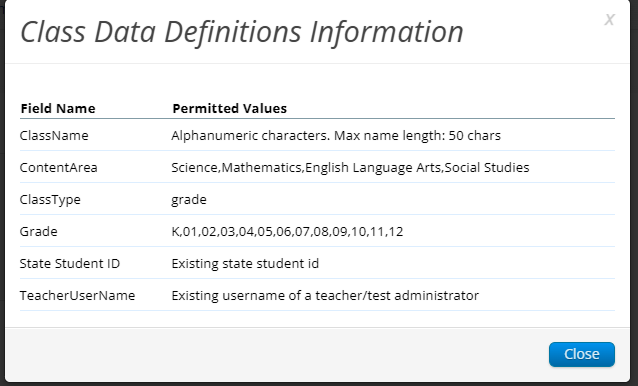 Class Data Definitions Information
x
Field Name Permitted Values
ClassName Alphanumeric characters. Max name length: 50 chars
ContentArea Science,Mathematics,English Language Arts,Social Studies
ClassType grade
Grade K,01,02,03,04,05,06,07,08,09,10,11,12
State Student ID Existing state student id
TeacherUserName Existing username of a teacher/test administrator
Close